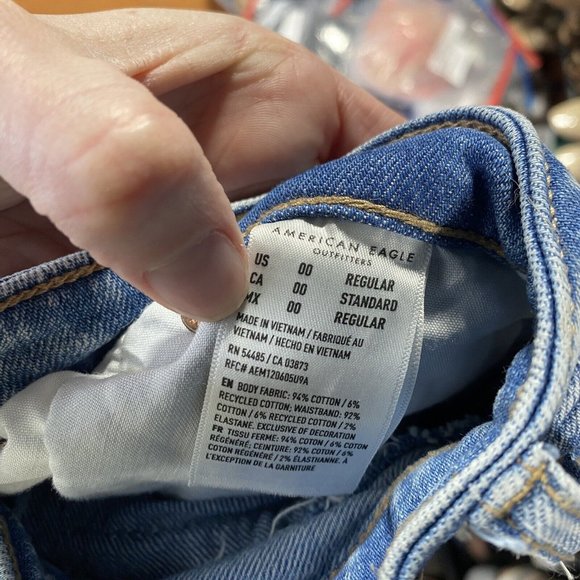 AMERICAN EAGLE
OUTFITTERS
US 00 REGULAR
CA 00 STANDARD
MX 00 REGULAR
MADE IN VIETNAM / FABRIQUÉ AU
VIETNAM / HECHO EN VIETNAM
RN 54485 / CA 03873
RFC# AEM120605U9A
EN BODY FABRIC: 94% COTTON / 6%
RECYCLED COTTON; WAISTBAND: 92%
COTTON / 6% RECYCLED COTTON / 2%
ELASTANE. EXCLUSIVE OF DECORATION
FR TISSU FERME: 94% COTON / 6% COTON
RÉGÉNÉRÉ; CEINTURE: 92% COTON / 6%
RÉGÉNÉRÉ / 2% ÉLASTHANNE. À
L'EXCEPTION DE LA GARNITURE